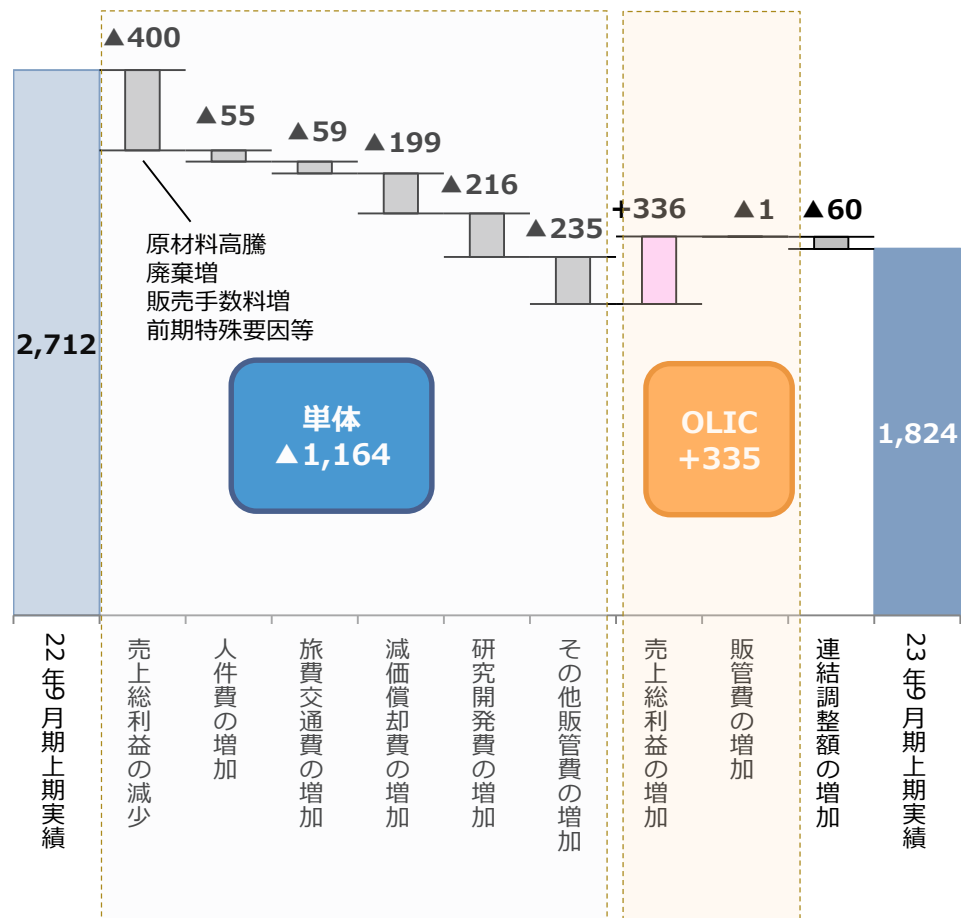 ▲400
▲55
▲59
▲199
▲216
▲235
+336
▲1
▲60
原材料高騰
廃棄増
販売手数料増
前期特殊要因等
2,712
単体
▲1,164
OLIC
+335
1,824
22年9月期上期実績
売上総利益の減少
人件費の増加
旅費交通費の増加
減価償却費の増加
研究開発費の増加
その他販管費の増加
売上総利益の増加
販管費の増加
連結調整額の増加
23年9月期上期実績